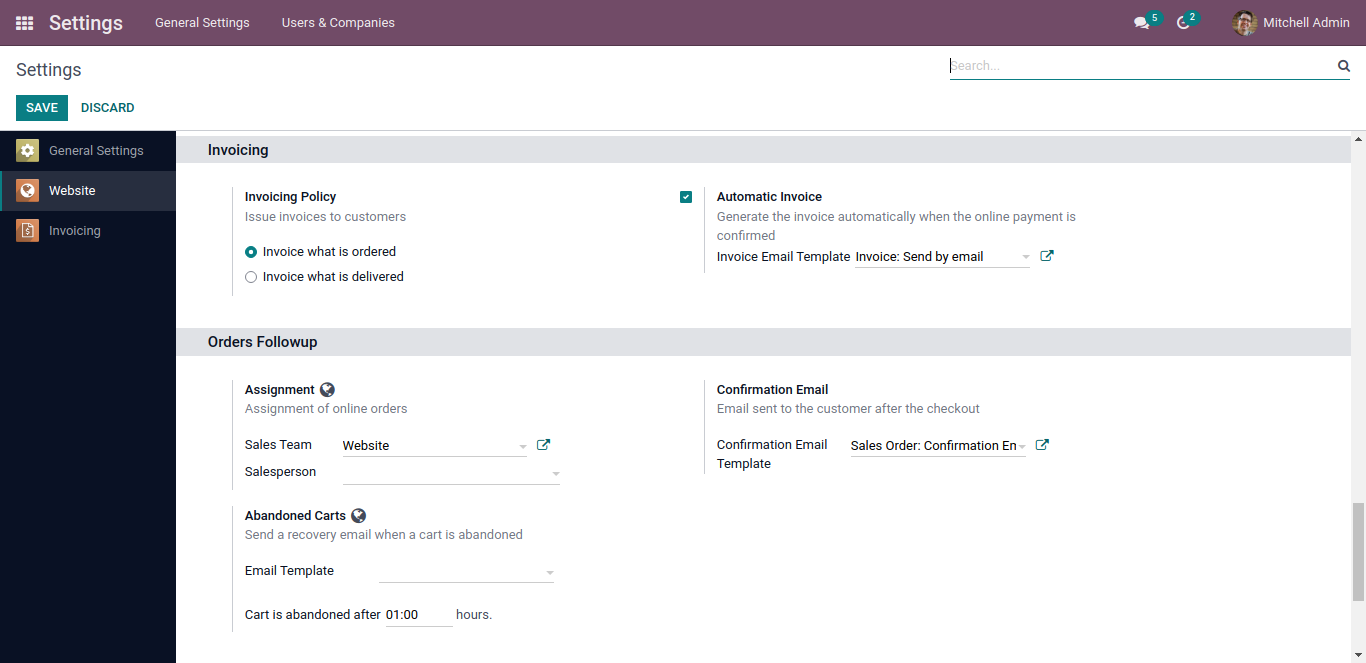 Settings General Settings Users & Companies 5 2 Mitchell Admin
Settings Search...
SAVE DISCARD
General Settings
Website
Invoicing
Invoicing
Invoicing Policy
Issue invoices to customers
Invoice what is ordered
Invoice what is delivered
Automatic Invoice
Generate the invoice automatically when the online payment is
confirmed
Invoice Email Template Invoice: Send by email
Orders Followup
Assignment
Assignment of online orders
Sales Team Website
Salesperson
Confirmation Email
Email sent to the customer after the checkout
Confirmation Email Sales Order: Confirmation En
Template
Abandoned Carts
Send a recovery email when a cart is abandoned
Email Template
Cart is abandoned after 01:00 hours.